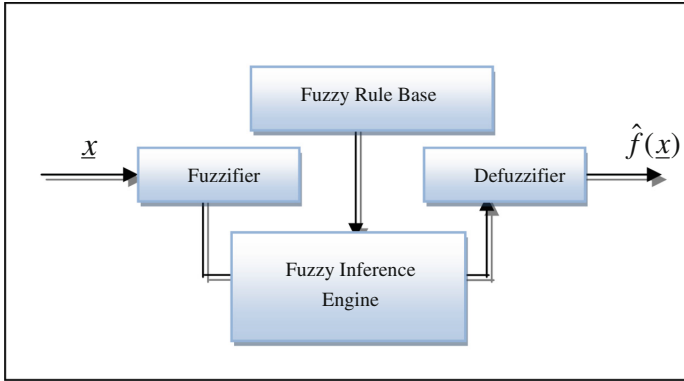 Fuzzy Rule Base
x̲
f̂(x̲)
Fuzzifier
Defuzzifier
Fuzzy Inference
Engine